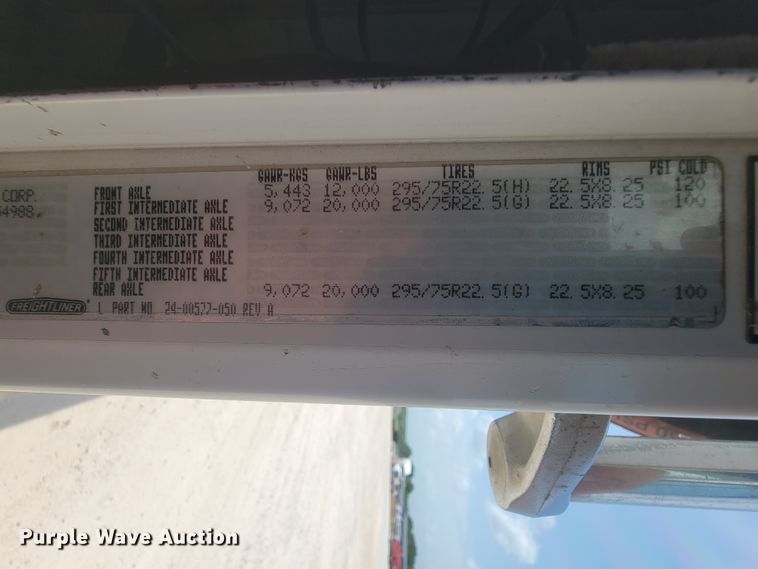 GAWR-KGS GAWR-LBS TIRES RIMS PSI COLD
CORP. FRONT AXLE 5,443 12,000 295/75R22.5(H) 22.5X8.25 120
54988. FIRST INTERMEDIATE AXLE 9,072 20,000 295/75R22.5(G) 22.5X8.25 100
SECOND INTERMEDIATE AXLE
THIRD INTERMEDIATE AXLE
FOURTH INTERMEDIATE AXLE
FIFTH INTERMEDIATE AXLE
REAR AXLE 9,072 20,000 295/75R22.5(G) 22.5X8.25 100
FREIGHTLINER L PART NO 24-00577-050 REV A
Purple Wave Auction